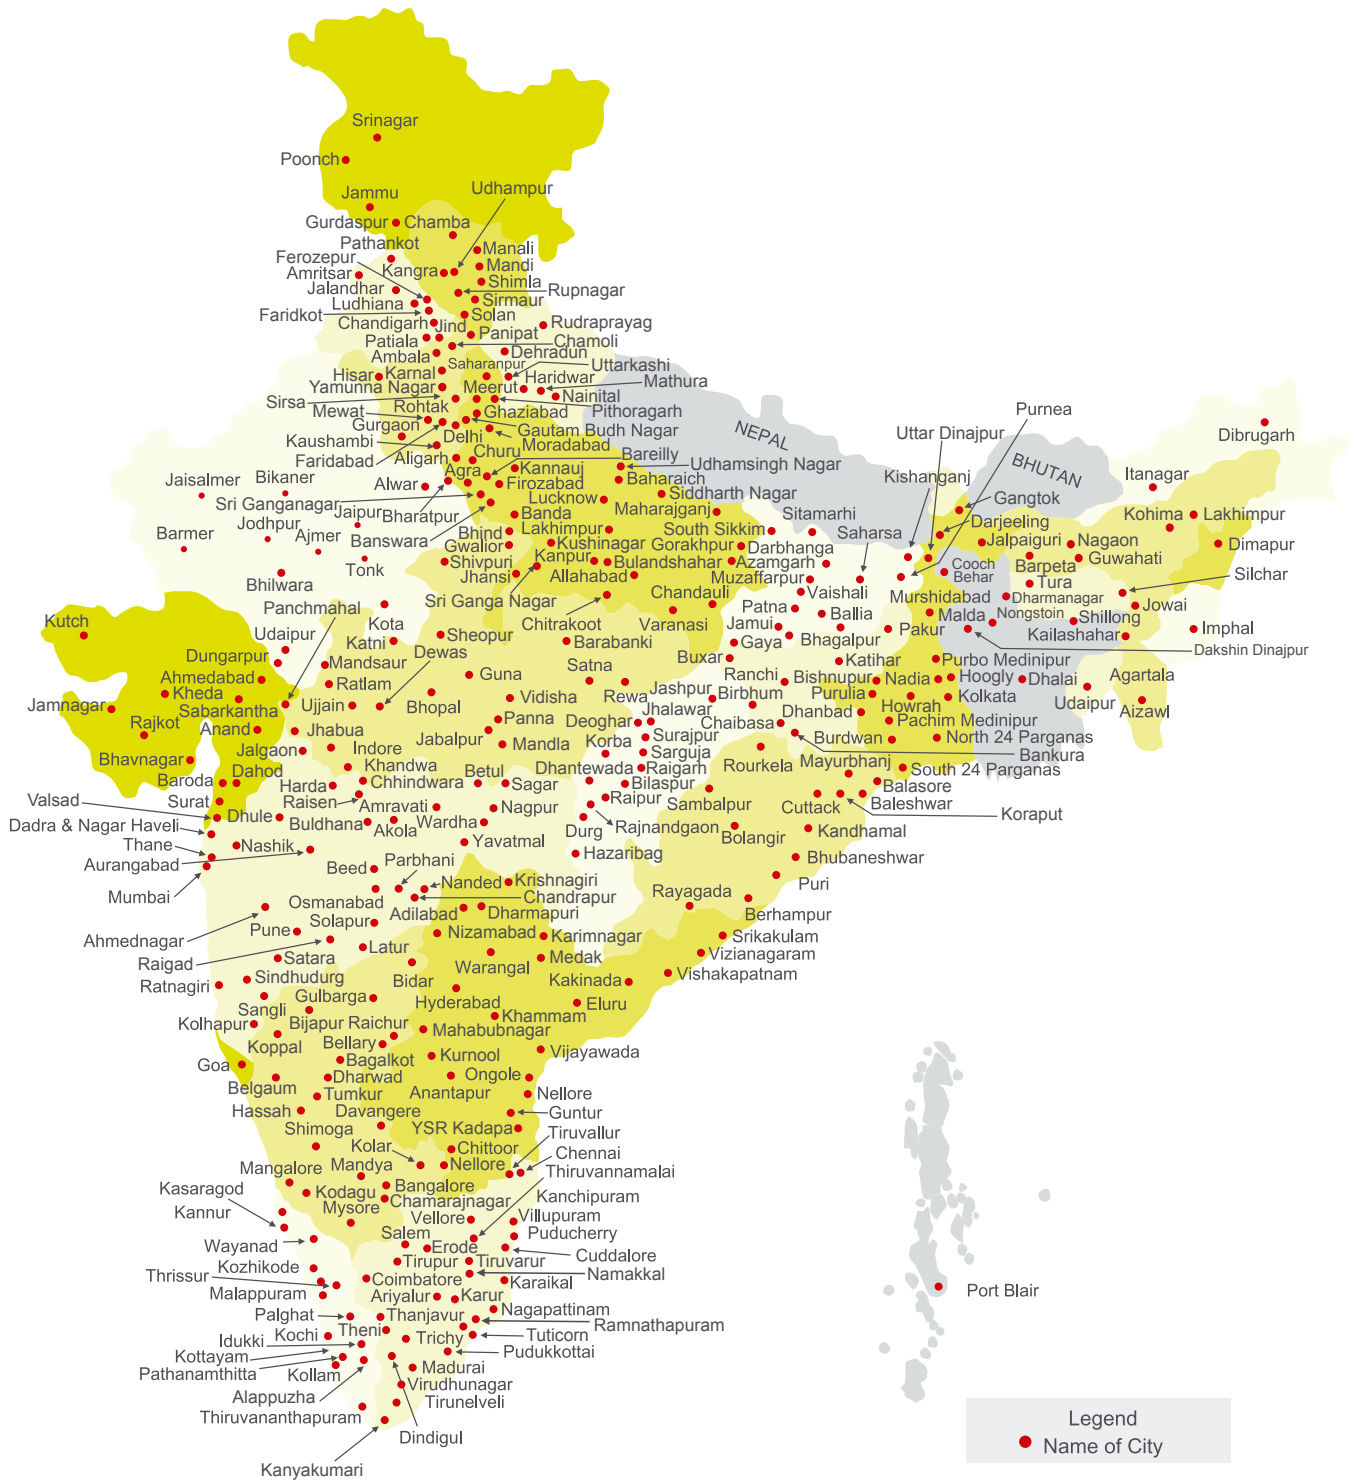 Srinagar
Poonch
Jammu
Udhampur
Gurdaspur
Chamba
Pathankot
Manali
Ferozepur
Mandi
Amritsar
Kangra
Shimla
Jalandhar
Rupnagar
Ludhiana
Sirmaur
Faridkot
Solan
Chandigarh
Jind
Rudraprayag
Patiala
Panipat
Chamoli
Ambala
Dehradun
Saharanpur
Uttarkashi
Hisar
Karnal
Haridwar
Mathura
Yamunna Nagar
Meerut
Nainital
Sirsa
Rohtak
Pithoragarh
Mewat
Ghaziabad
Purnea
Gurgaon
Gautam Budh Nagar
NEPAL
Dibrugarh
Kaushambi
Delhi
Moradabad
Uttar Dinajpur
Faridabad
Aligarh
Churu
Bareilly
BHUTAN
Agra
Kannauj
Udhamsingh Nagar
Kishanganj
Itanagar
Jaisalmer
Bikaner
Alwar
Firozabad
Baharaich
Sri Ganganagar
Lucknow
Siddharth Nagar
Gangtok
Jaipur
Bharatpur
Banda
Maharajganj
Sitamarhi
Kohima
Lakhimpur
Jodhpur
Banswara
Bhind
Lakhimpur
South Sikkim
Saharsa
Darjeeling
Barmer
Ajmer
Gwalior
Kushinagar
Gorakhpur
Darbhanga
Jalpaiguri
Nagaon
Dimapur
Tonk
Shivpuri
Kanpur
Bulandshahar
Azamgarh
Cooch
Behar
Barpeta
Guwahati
Bhilwara
Jhansi
Allahabad
Muzaffarpur
Tura
Silchar
Panchmahal
Sri Ganga Nagar
Chandauli
Vaishali
Murshidabad
Dharmanagar
Kutch
Kota
Chitrakoot
Patna
Ballia
Malda
Nongstoin
Shillong
Jowai
Udaipur
Katni
Sheopur
Barabanki
Varanasi
Jamui
Bhagalpur
Pakur
Kailashahar
Imphal
Dungarpur
Dewas
Gaya
Dakshin Dinajpur
Mandsaur
Buxar
Katihar
Purbo Medinipur
Ahmedabad
Guna
Satna
Ranchi
Bishnupur
Nadia
Hoogly
Dhalai
Agartala
Kheda
Ratlam
Rewa
Jashpur
Birbhum
Purulia
Kolkata
Jamnagar
Sabarkantha
Ujjain
Bhopal
Vidisha
Jhalawar
Howrah
Udaipur
Aizawl
Rajkot
Anand
Jhabua
Panna
Deoghar
Chaibasa
Dhanbad
Pachim Medinipur
Jalgaon
Indore
Jabalpur
Mandla
Surajpur
Burdwan
North 24 Parganas
Bhavnagar
Khandwa
Korba
Sarguja
Rourkela
Mayurbhanj
Bankura
Baroda
Dahod
Harda
Chhindwara
Betul
Sagar
Dhantewada
Raigarh
South 24 Parganas
Valsad
Surat
Raisen
Bilaspur
Sambalpur
Balasore
Dadra & Nagar Haveli
Dhule
Buldhana
Amravati
Akola
Wardha
Nagpur
Raipur
Cuttack
Baleshwar
Koraput
Thane
Nashik
Durg
Rajnandgaon
Bolangir
Kandhamal
Aurangabad
Yavatmal
Hazaribag
Bhubaneshwar
Mumbai
Beed
Parbhani
Puri
Osmanabad
Nanded
Krishnagiri
Rayagada
Chandrapur
Berhampur
Solapur
Adilabad
Dharmapuri
Ahmednagar
Pune
Nizamabad
Karimnagar
Srikakulam
Raigad
Latur
Warangal
Medak
Vizianagaram
Satara
Bidar
Vishakapatnam
Ratnagiri
Sindhudurg
Gulbarga
Hyderabad
Kakinada
Sangli
Eluru
Kolhapur
Bijapur
Raichur
Khammam
Koppal
Bellary
Mahabubnagar
Goa
Bagalkot
Kurnool
Vijayawada
Belgaum
Dharwad
Anantapur
Ongole
Tumkur
Nellore
Hassah
Davangere
Guntur
Shimoga
YSR Kadapa
Tiruvallur
Kolar
Chittoor
Chennai
Mangalore
Mandya
Nellore
Thiruvannamalai
Kasaragod
Kodagu
Bangalore
Kanchipuram
Kannur
Mysore
Chamarajnagar
Vellore
Villupuram
Wayanad
Salem
Puducherry
Erode
Cuddalore
Kozhikode
Tirupur
Tiruvarur
Thrissur
Coimbatore
Namakkal
Malappuram
Karaikal
Port Blair
Ariyalur
Karur
Palghat
Thanjavur
Nagapattinam
Idukki
Kochi
Theni
Ramnathapuram
Kottayam
Trichy
Tuticorn
Pathanamthitta
Kollam
Pudukkottai
Alappuzha
Madurai
Thiruvananthapuram
Virudhunagar
Tirunelveli
Dindigul
Kanyakumari
Legend
Name of City